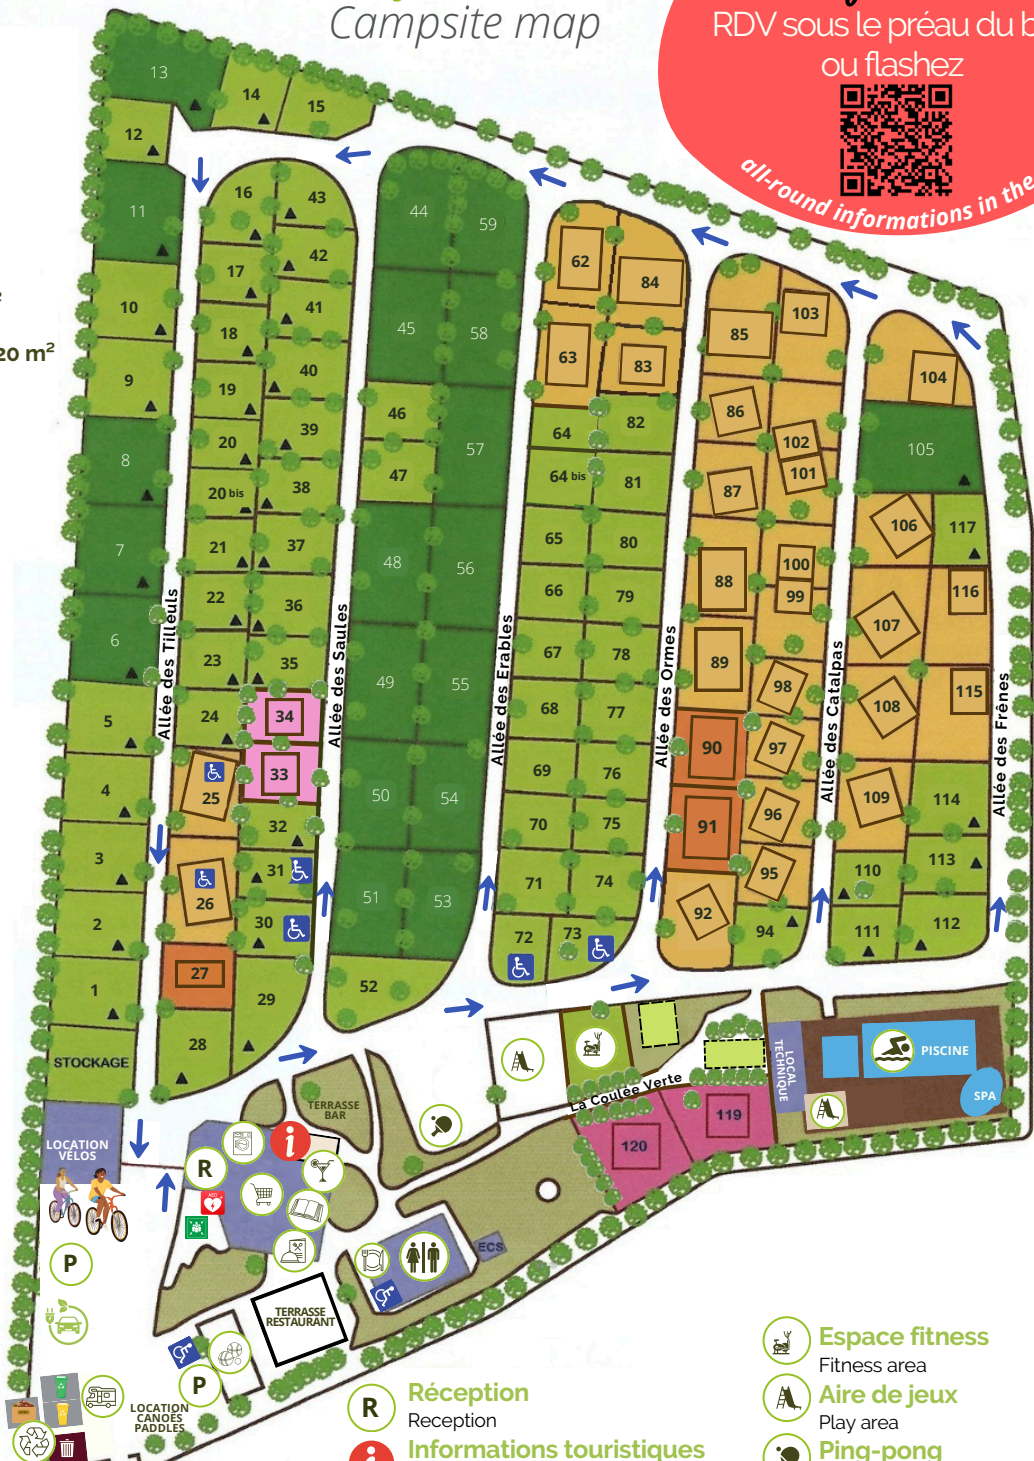 Campsite map
RDV sous le préau du b
ou flashez
all-round informations in the
20 m²
13
14
15
12
11
10
9
8
7
6
5
4
3
2
1
STOCKAGE
LOCATION
VÉLOS
Allée des Tilleuls
16
43
17
42
18
41
19
40
20
39
20 bis
38
21
37
22
36
23
35
24
34
25
33
32
26
31
30
27
29
28
Allée des Saules
44
59
45
58
46
57
47
48
56
49
55
50
54
51
53
52
Allée des Erables
62
84
63
83
64
82
64 bis
81
65
80
66
79
67
78
68
77
69
76
70
75
71
74
72
73
Allée des Ormes
85
103
86
102
101
87
88
100
99
89
98
90
97
91
96
95
92
94
Allée des Catalpas
104
105
106
117
107
116
108
115
109
114
110
113
111
112
Allée des Frênes
La Coulée Verte
119
120
LOCAL
TECHNIQUE
PISCINE
SPA
TERRASSE
BAR
R
i
AED
ECS
TERRASSE
RESTAURANT
P
P
LOCATION
CANOËS
PADDLES
R
Réception
Reception
i
Informations touristiques
Espace fitness
Fitness area
Aire de jeux
Play area
Ping-pong